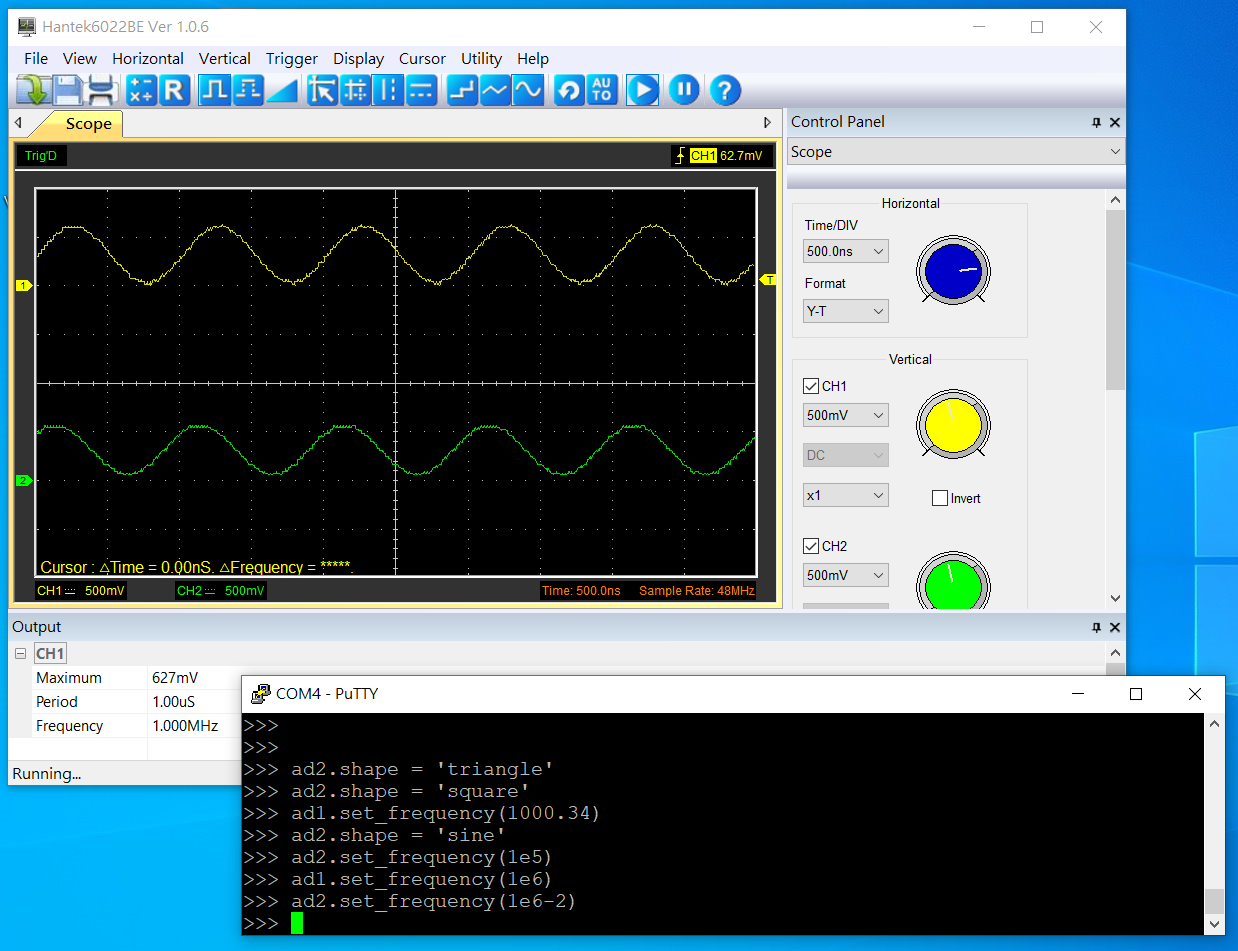 Hantek6022BE Ver 1.0.6
File View Horizontal Vertical Trigger Display Cursor Utility Help
R AU TO ?
Scope
Trig'D CH1 62.7mV
1
T
2
Cursor : △Time = 0.00nS. △Frequency = *****.
CH1 500mV CH2 500mV Time: 500.0ns Sample Rate: 48MHz
Control Panel
Scope
Horizontal
Time/DIV
500.0ns
Format
Y-T
Vertical
CH1
500mV
DC
x1
Invert
CH2
500mV
Output
CH1
Maximum 627mV
Period 1.00uS
Frequency 1.000MHz
Running...
COM4 - PuTTY
>>>
>>>
>>> ad2.shape = 'triangle'
>>> ad2.shape = 'square'
>>> ad1.set_frequency(1000.34)
>>> ad2.shape = 'sine'
>>> ad2.set_frequency(1e5)
>>> ad1.set_frequency(1e6)
>>> ad2.set_frequency(1e6-2)
>>>